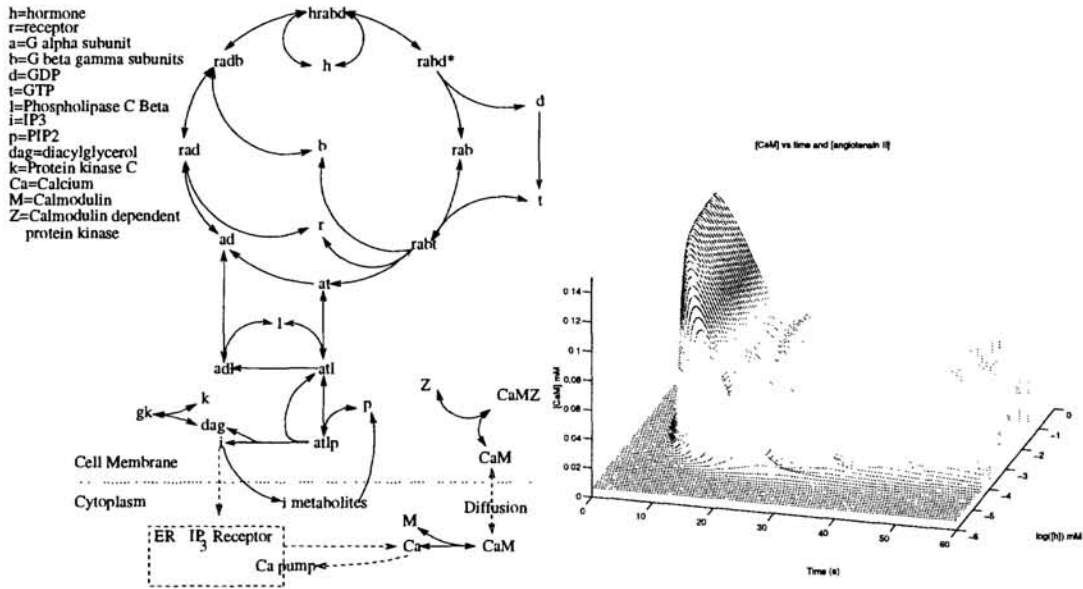 h=hormone
r=receptor
a=G alpha subunit
b=G beta gamma subunits
d=GDP
t=GTP
l=Phospholipase C Beta
i=IP3
p=PIP2
dag=diacylglycerol
k=Protein kinase C
Ca=Calcium
M=Calmodulin
Z=Calmodulin dependent
protein kinase
hrabd
radb
h
rabd*
d
rad
b
rab
t
r
ad
rabt
at
l
adl
atl
k
gk
dag
p
atlp
i
Z
CaMZ
CaM
Cell Membrane
Cytoplasm
i metabolites
Diffusion
ER IP3 Receptor
M
Ca
CaM
Ca pump
[CaM] vs time and [angiotensin II]
[CaM] mM
0.14
0.12
0.1
0.08
0.06
0.04
0.02
0
0
10
20
30
40
50
60
Time (s)
0
-1
-2
-3
-4
-5
-6
log([h]) mM